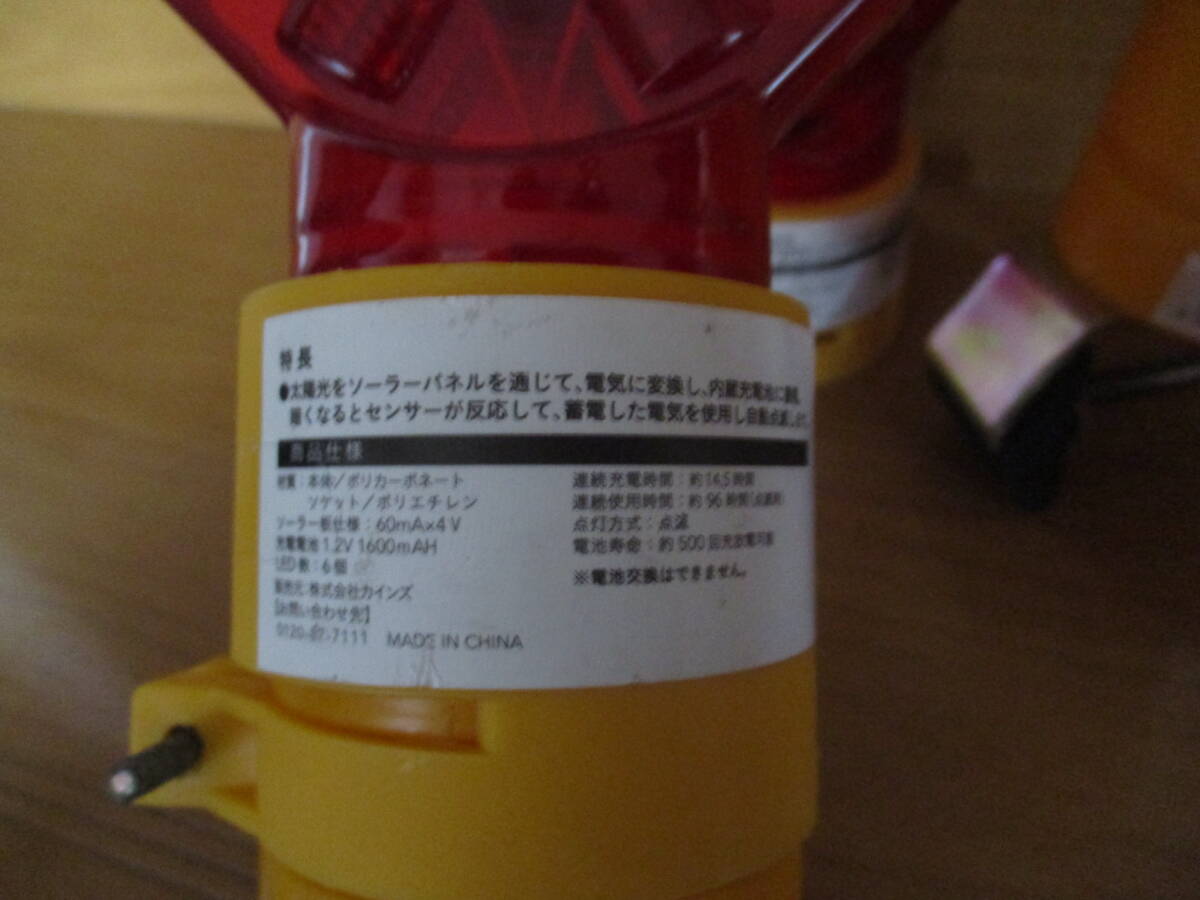 特長
●太陽光をソーラーパネルを通じて、電気に変換し、内蔵充電池に蓄電。
暗くなるとセンサーが反応して、蓄電した電気を使用し自動点滅します。
商品仕様
材質：本体/ポリカーボネート
ソケット/ポリエチレン
ソーラー板仕様：60mA×4V
充電電池 1.2V 1600mAH
LED数：6個
販売元：株式会社カインズ
【お問い合わせ先】
0120-87-7111 MADE IN CHINA
連続充電時間：約14.5時間
連続使用時間：約96時間（点滅時）
点灯方式：点滅
電池寿命：約500回充放電可能
※電池交換はできません。